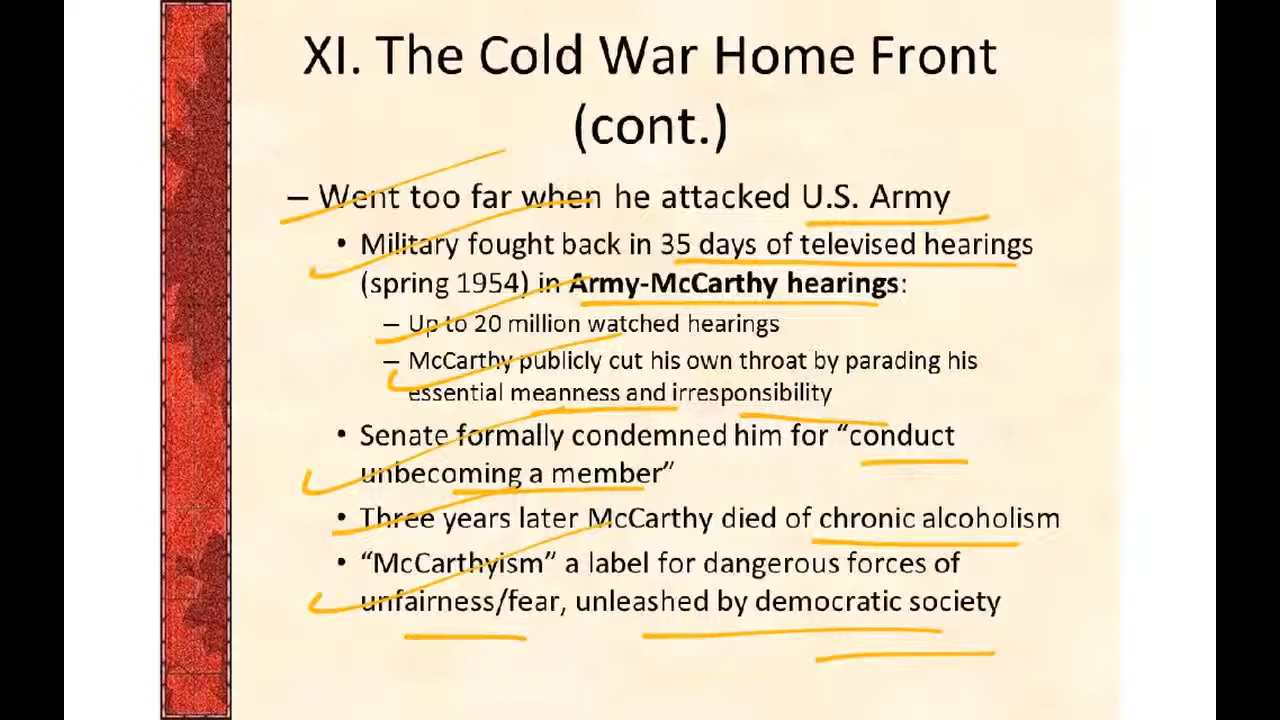 XI. The Cold War Home Front
(cont.)
– Went too far when he attacked U.S. Army
• Military fought back in 35 days of televised hearings
(spring 1954) in Army-McCarthy hearings:
– Up to 20 million watched hearings
– McCarthy publicly cut his own throat by parading his
essential meanness and irresponsibility
• Senate formally condemned him for “conduct
unbecoming a member”
• Three years later McCarthy died of chronic alcoholism
• “McCarthyism” a label for dangerous forces of
unfairness/fear, unleashed by democratic society